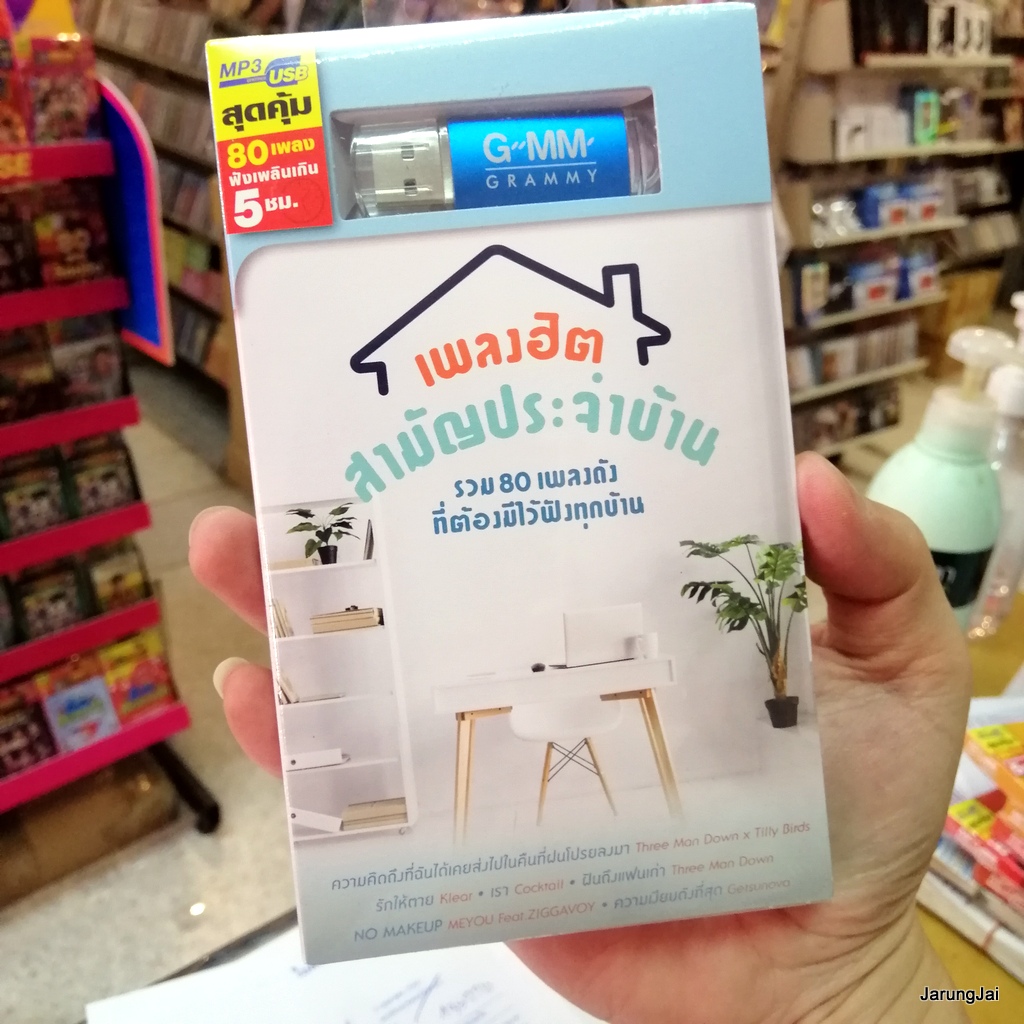 MP3 USB
สุดคุ้ม
80 เพลง
ฟังเพลินเกิน
5 ชม.
G"MM'
GRAMMY
เพลงฮิต
สามัญประจำบ้าน
รวม 80 เพลงดัง
ที่ต้องมีไว้ฟังทุกบ้าน
ความคิดถึงที่ฉันได้เคยส่งไปในคืนที่ฝนโปรยลงมา Three Man Down x Tilly Birds
รักให้ตาย Klear • เรา Cocktail • ฝันถึงแฟนเก่า Three Man Down
NO MAKEUP MEYOU Feat. ZIGGAVOY • ความเงียบดังที่สุด Getsunova
JarungJai